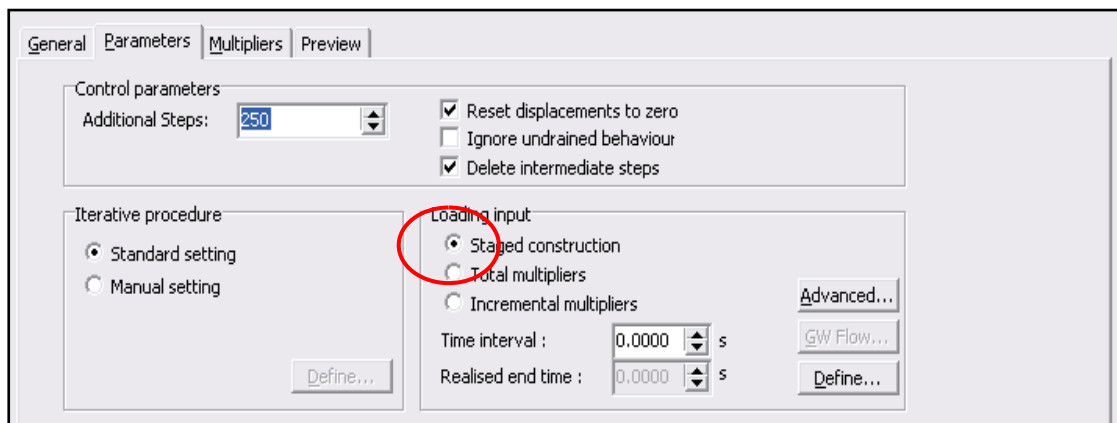 General Parameters Multipliers Preview
Control parameters
Additional Steps: 250
Reset displacements to zero
Ignore undrained behaviour
Delete intermediate steps
Iterative procedure
Standard setting
Manual setting
Define...
Loading input
Staged construction
Total multipliers
Incremental multipliers
Advanced...
Time interval : 0.0000 s
GW Flow...
Realised end time : 0.0000 s
Define...